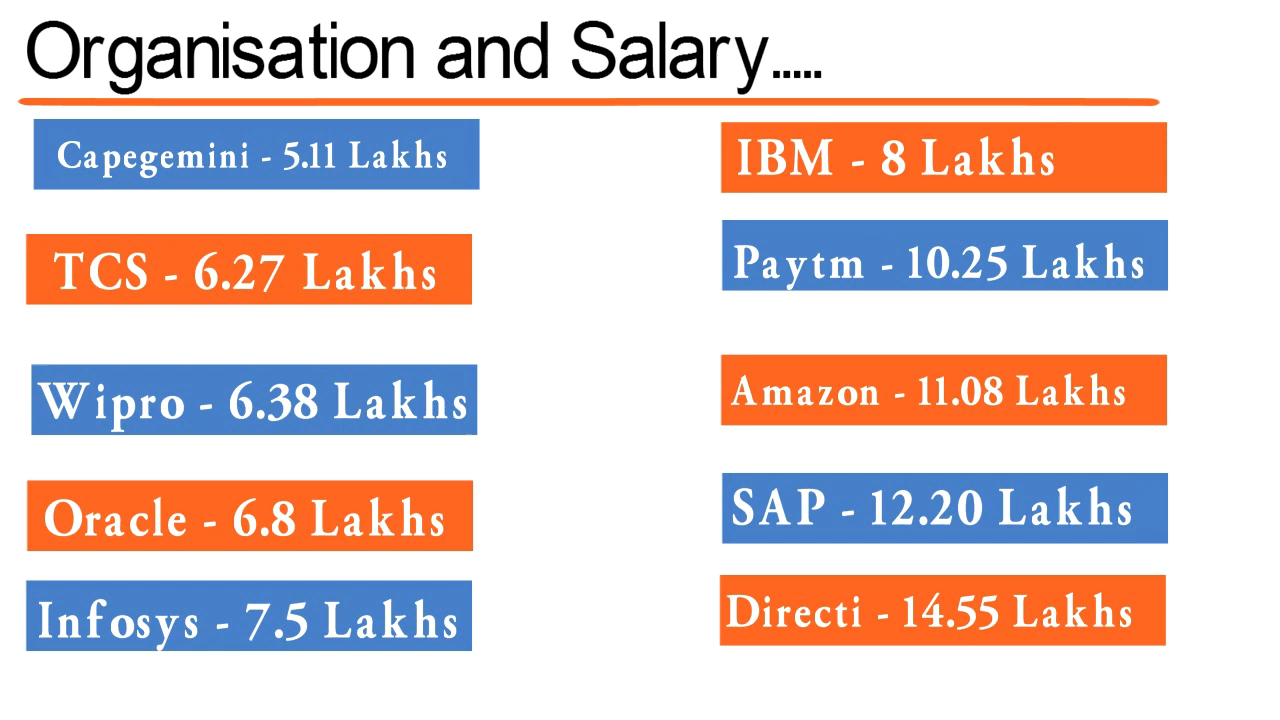 Organisation and Salary.....
Capegemini - 5.11 Lakhs
TCS - 6.27 Lakhs
Wipro - 6.38 Lakhs
Oracle - 6.8 Lakhs
Infosys - 7.5 Lakhs
IBM - 8 Lakhs
Paytm - 10.25 Lakhs
Amazon - 11.08 Lakhs
SAP - 12.20 Lakhs
Directi - 14.55 Lakhs